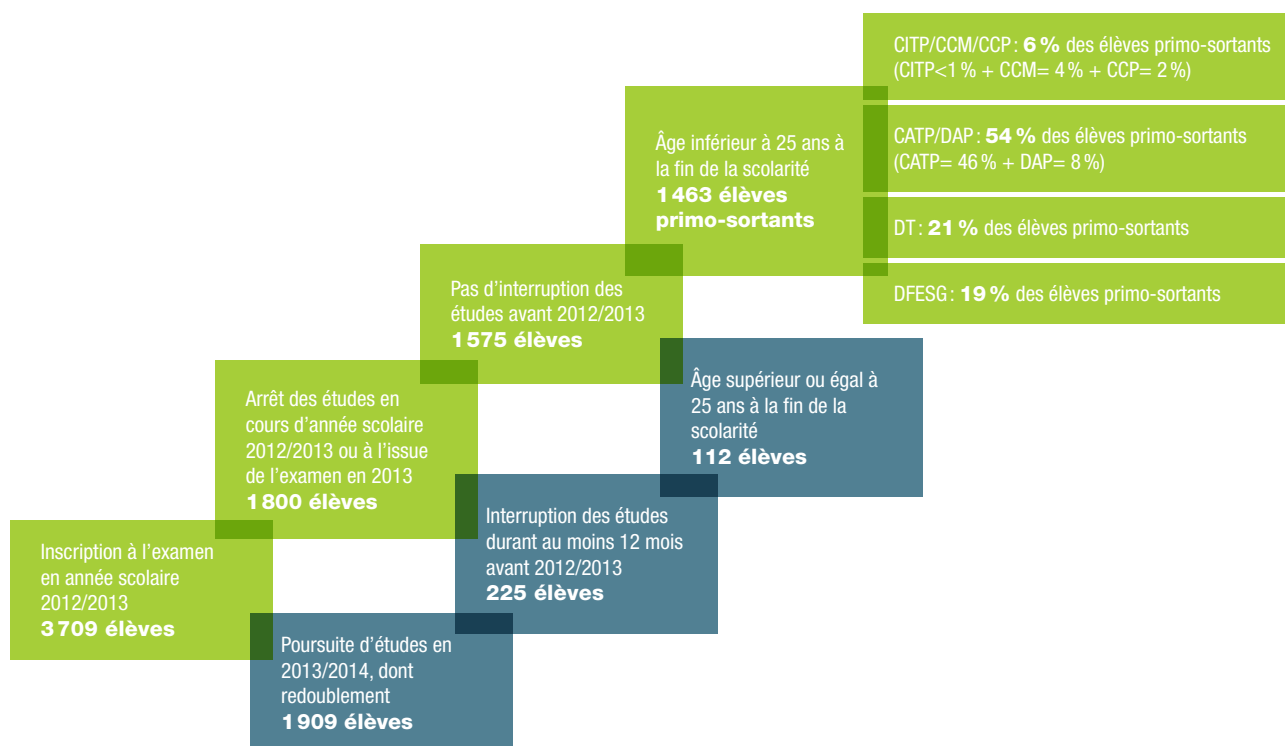 CITP/CCM/CCP : 6 % des élèves primo-sortants
(CITP<1 % + CCM= 4 % + CCP= 2 %)
CATP/DAP : 54 % des élèves primo-sortants
(CATP= 46 % + DAP= 8 %)
DT : 21 % des élèves primo-sortants
DFESG : 19 % des élèves primo-sortants
Âge inférieur à 25 ans à
la fin de la scolarité
1 463 élèves
primo-sortants
Pas d’interruption des
études avant 2012/2013
1 575 élèves
Âge supérieur ou égal à
25 ans à la fin de la
scolarité
112 élèves
Arrêt des études en
cours d’année scolaire
2012/2013 ou à l’issue
de l’examen en 2013
1 800 élèves
Interruption des études
durant au moins 12 mois
avant 2012/2013
225 élèves
Inscription à l’examen
en année scolaire
2012/2013
3 709 élèves
Poursuite d’études en
2013/2014, dont
redoublement
1 909 élèves